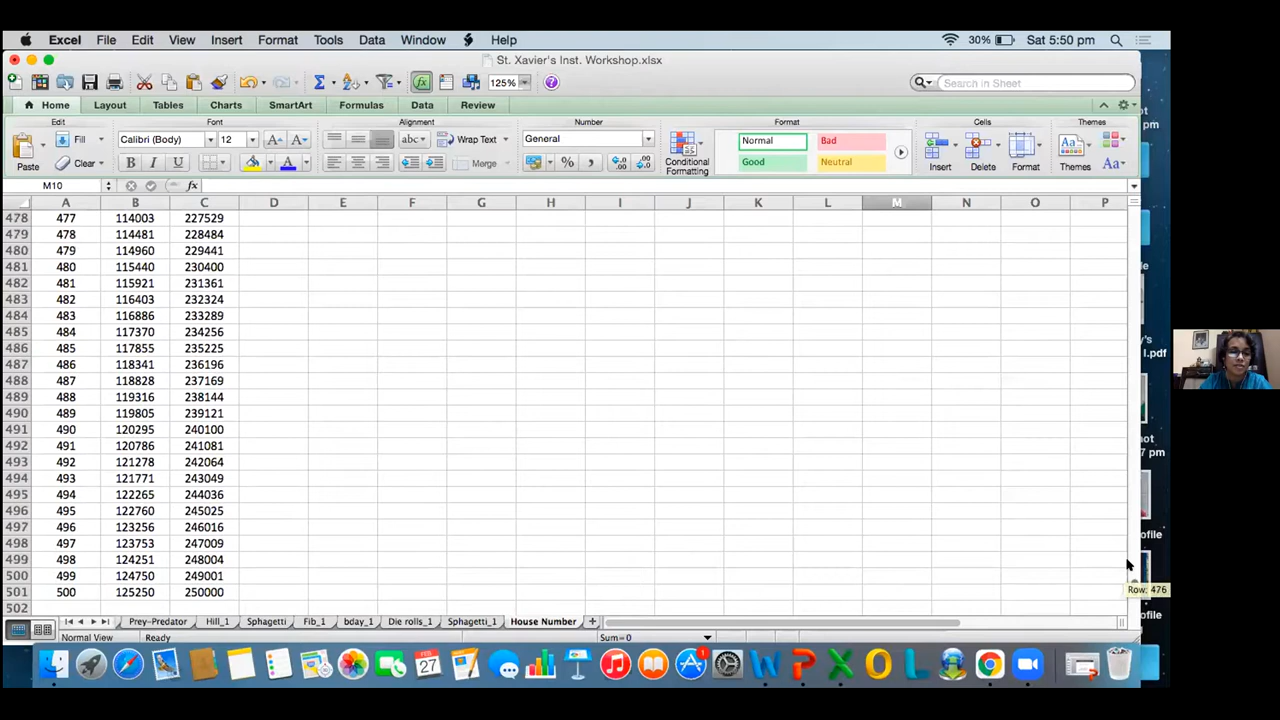 Excel File Edit View Insert Format Tools Data Window Help 30% Sat 5:50 pm
St. Xavier's Inst. Workshop.xlsx
125% Search in Sheet
Home Layout Tables Charts SmartArt Formulas Data Review
Edit Font Alignment Number Format Cells Themes
Fill Calibri (Body) 12 abc Wrap Text General Normal Bad
Paste Clear B I U Merge % Conditional Formatting Good Neutral Insert Delete Format Themes Aa
M10 fx
A B C D E F G H I J K L M N O P
478 477 114003 227529
479 478 114481 228484
480 479 114960 229441
481 480 115440 230400
482 481 115921 231361
483 482 116403 232324
484 483 116886 233289
485 484 117370 234256
486 485 117855 235225
487 486 118341 236196
488 487 118828 237169
489 488 119316 238144
490 489 119805 239121
491 490 120295 240100
492 491 120786 241081
493 492 121278 242064
494 493 121771 243049
495 494 122265 244036
496 495 122760 245025
497 496 123256 246016
498 497 123753 247009
499 498 124251 248004
500 499 124750 249001
501 500 125250 250000
502
Row: 476
Prey-Predator Hill_1 Sphagetti Fib_1 bday_1 Die rolls_1 Sphagetti_1 House Number
Normal View Ready Sum=0
FEB 27